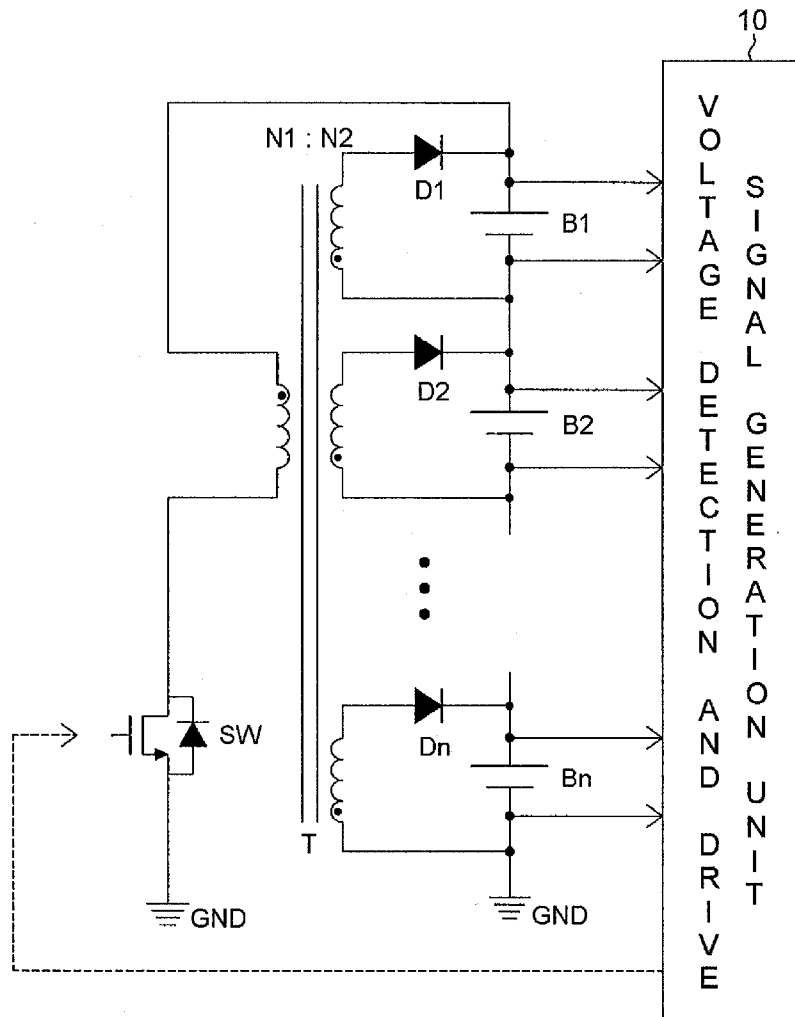 10
N1 : N2
D1
B1
D2
B2
SW
Dn
Bn
T
GND
GND
VOLTAGE DETECTION AND DRIVE
SIGNAL GENERATION UNIT